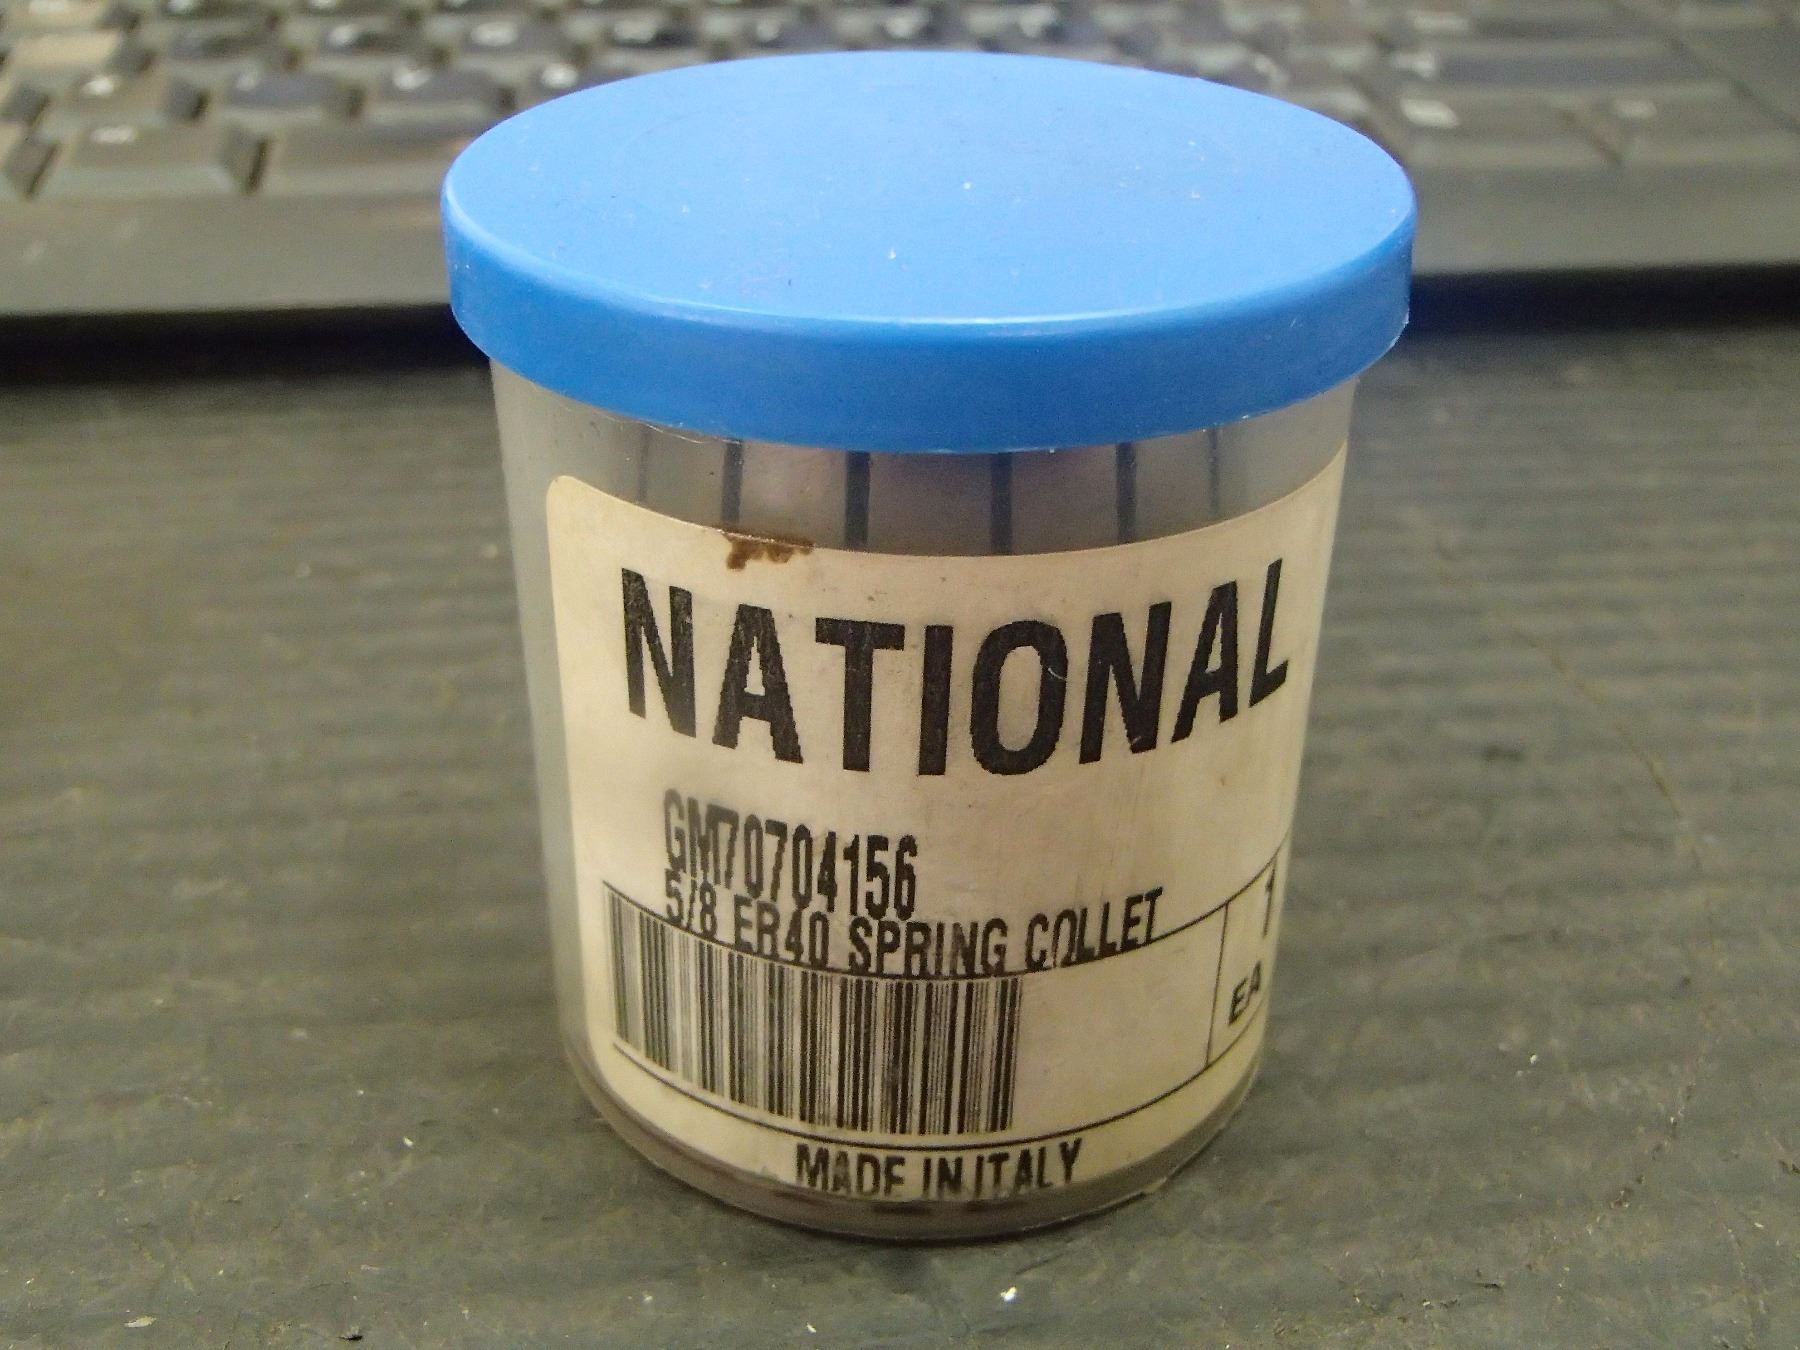 NATIONAL
GM70704156
5/8 ER40 SPRING COLLET
1
EA
MADE IN ITALY